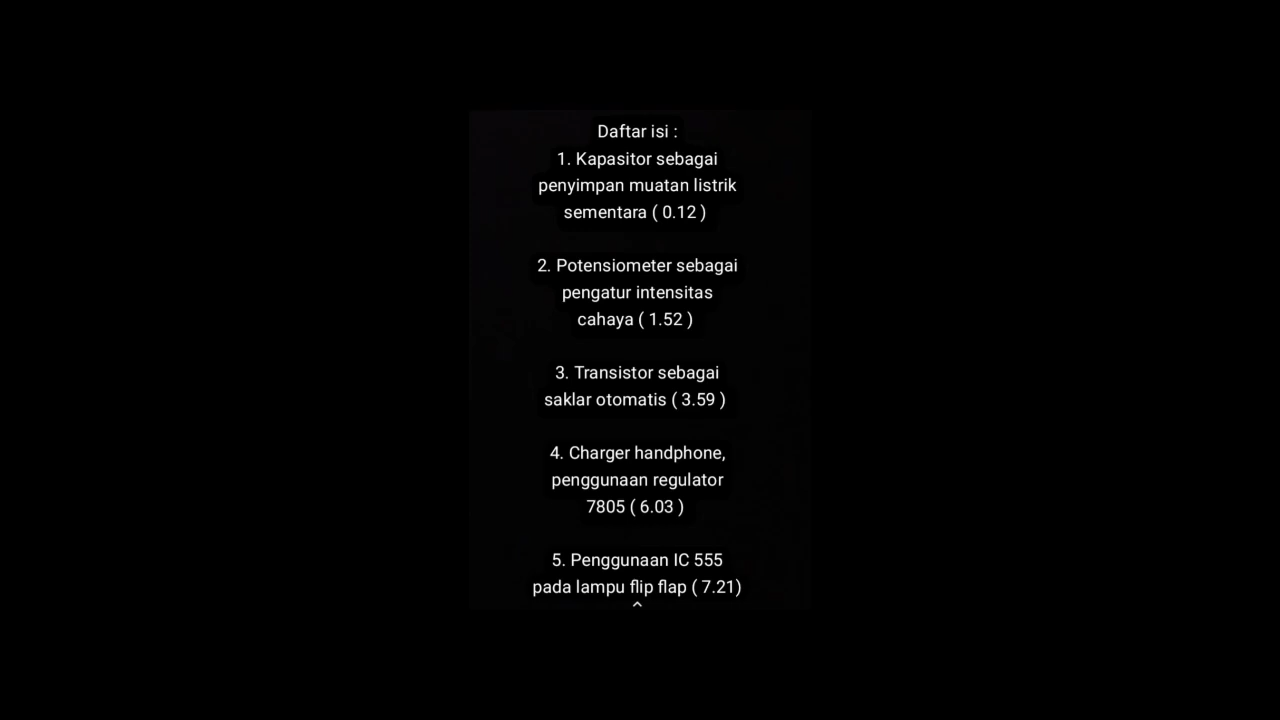 Daftar isi :
1. Kapasitor sebagai
penyimpan muatan listrik
sementara ( 0.12 )
2. Potensiometer sebagai
pengatur intensitas
cahaya ( 1.52 )
3. Transistor sebagai
saklar otomatis ( 3.59 )
4. Charger handphone,
penggunaan regulator
7805 ( 6.03 )
5. Penggunaan IC 555
pada lampu flip flap ( 7.21)